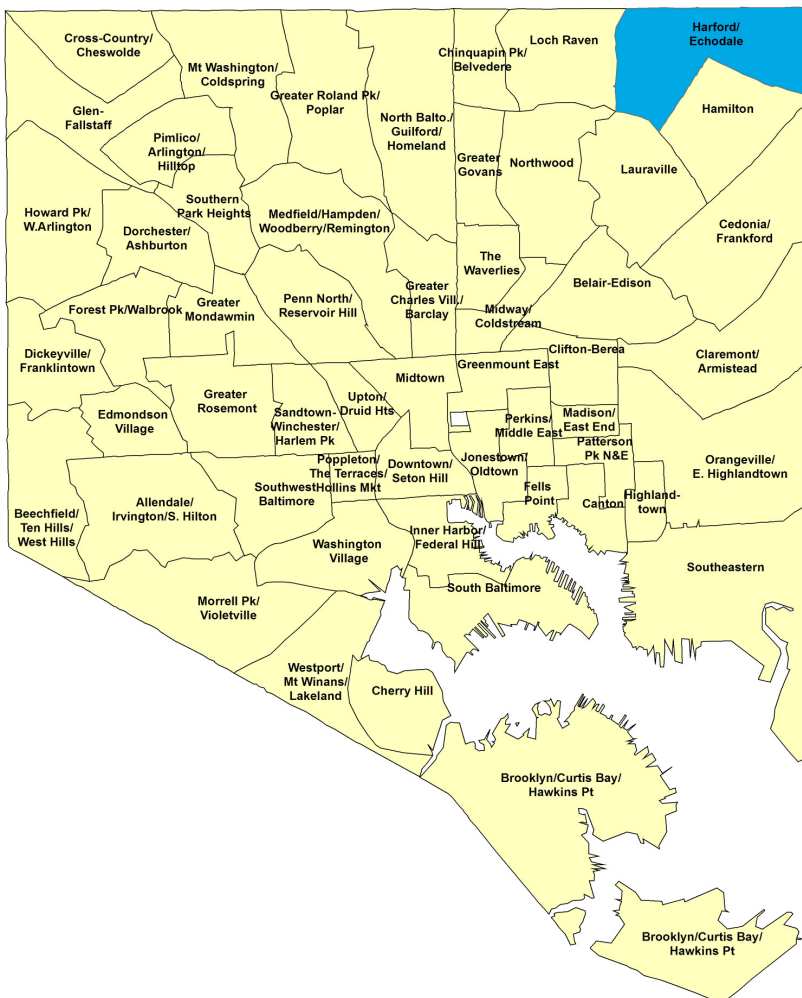 Cross-Country/
Cheswolde
Mt Washington/
Coldspring
Greater Roland Pk/
Poplar
North Balto./
Guilford/
Homeland
Chinquapin Pk/
Belvedere
Loch Raven
Harford/
Echodale
Glen-
Fallstaff
Pimlico/
Arlington/
Hilltop
Hamilton
Greater
Govans
Northwood
Lauraville
Howard Pk/
W.Arlington
Dorchester/
Ashburton
Southern
Park Heights
Medfield/Hampden/
Woodberry/Remington
Cedonia/
Frankford
The
Waverlies
Belair-Edison
Forest Pk/Walbrook
Greater
Mondawmin
Penn North/
Reservoir Hill
Greater
Charles Vill./
Barclay
Midway/
Coldstream
Dickeyville/
Franklintown
Greenmount East
Clifton-Berea
Claremont/
Armistead
Edmondson
Village
Greater
Rosemont
Sandtown-
Winchester/
Harlem Pk
Upton/
Druid Hts
Midtown
Perkins/
Middle East
Madison/
East End
Patterson
Pk N&E
Orangeville/
E. Highlandtown
Beechfield/
Ten Hills/
West Hills
Allendale/
Irvington/S. Hilton
Southwest
Baltimore
Poppleton/
The Terraces/
Hollins Mkt
Downtown/
Seton Hill
Jonestown/
Oldtown
Fells
Point
Canton
Highland-
town
Washington
Village
Inner Harbor/
Federal Hill
Southeastern
Morrell Pk/
Violetville
South Baltimore
Westport/
Mt Winans/
Lakeland
Cherry Hill
Brooklyn/Curtis Bay/
Hawkins Pt
Brooklyn/Curtis Bay/
Hawkins Pt